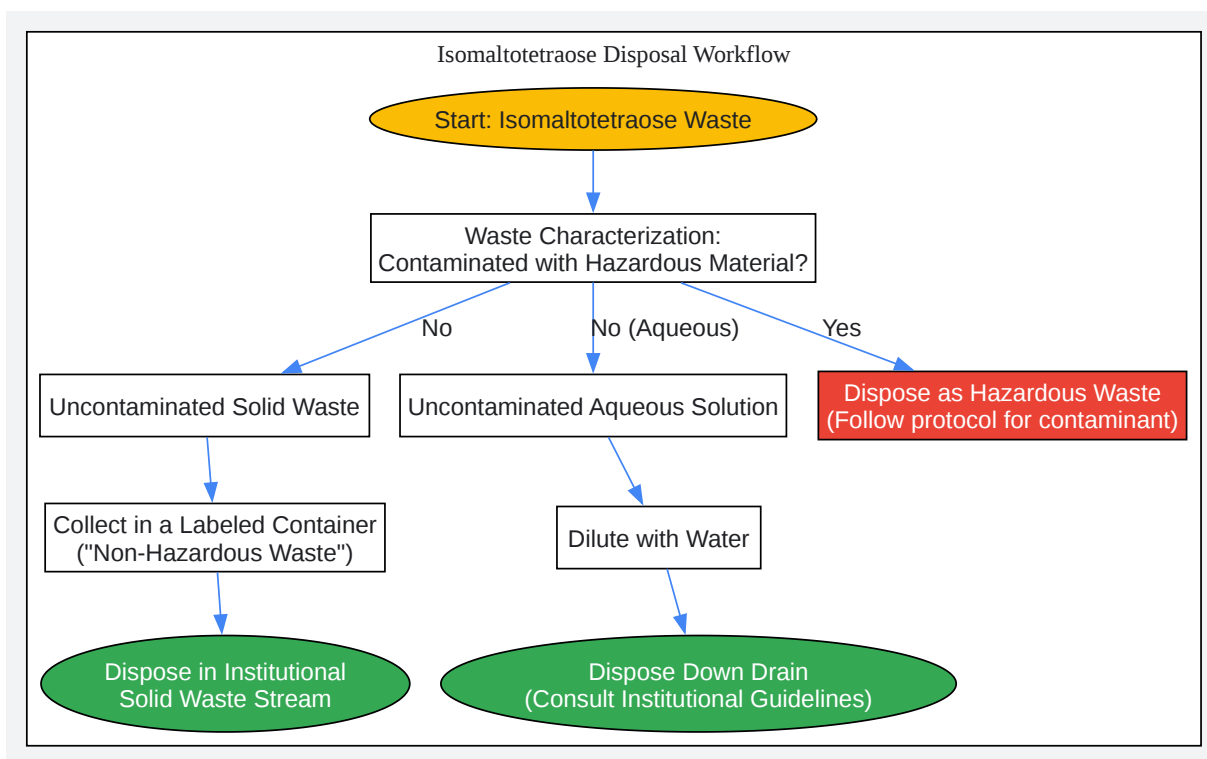 Isomaltotetraose Disposal Workflow
Start: Isomaltotetraose Waste
Waste Characterization:
Contaminated with Hazardous Material?
No
No (Aqueous)
Yes
Uncontaminated Solid Waste
Uncontaminated Aqueous Solution
Dispose as Hazardous Waste
(Follow protocol for contaminant)
Collect in a Labeled Container
("Non-Hazardous Waste")
Dilute with Water
Dispose in Institutional
Solid Waste Stream
Dispose Down Drain
(Consult Institutional Guidelines)